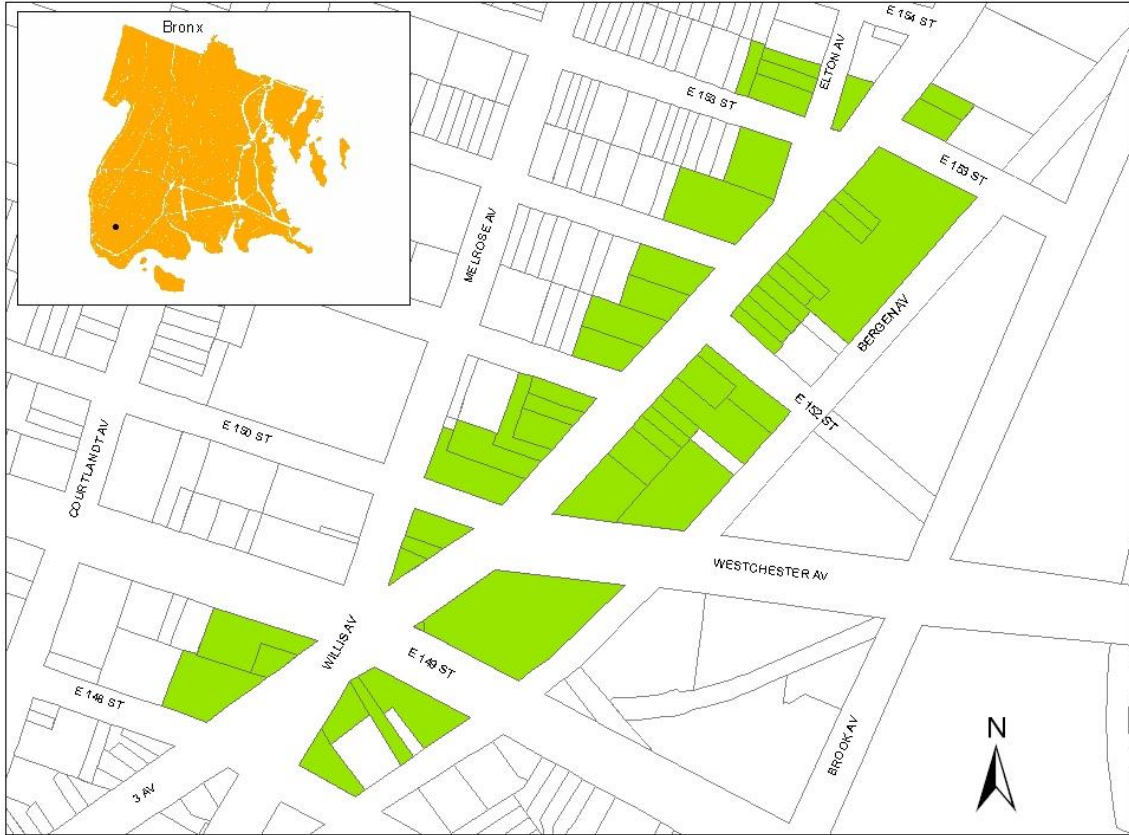 Bronx
E 154 ST
ELTON AV
E 153 ST
E 153 ST
MELROSE AV
BERGEN AV
E 152 ST
E 150 ST
COURTLANDT AV
WESTCHESTER AV
WILLIS AV
E 149 ST
E 148 ST
BROOK AV
N
3 AV